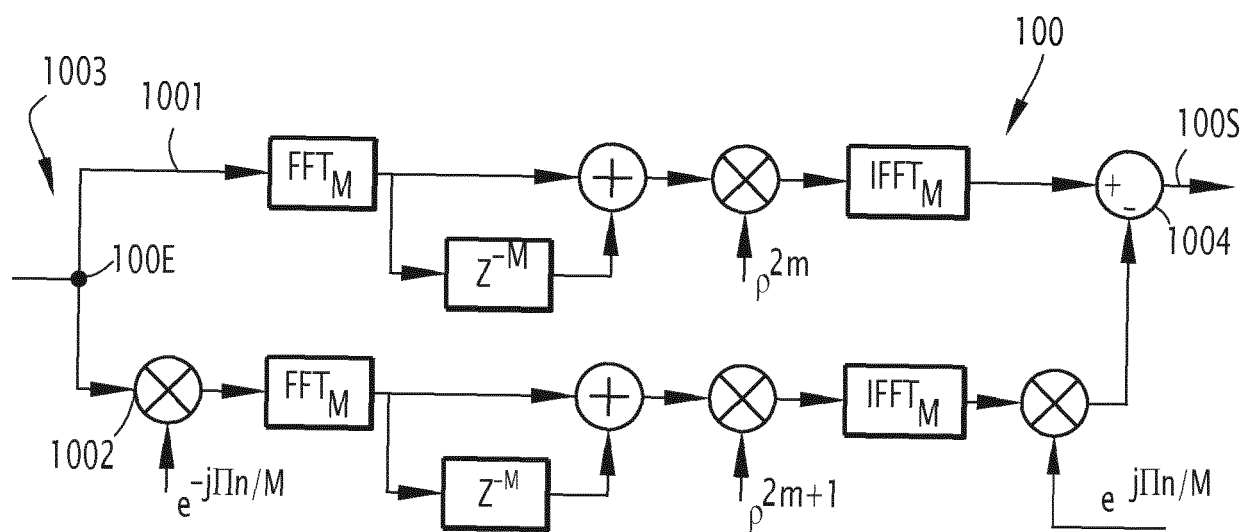 100
1003
1001
100S
FFT_M
+
IFFT_M
+
-
1004
100E
Z^-M
ρ^2m
FFT_M
+
IFFT_M
1002
e^-jΠn/M
Z^-M
ρ^2m+1
e^jΠn/M